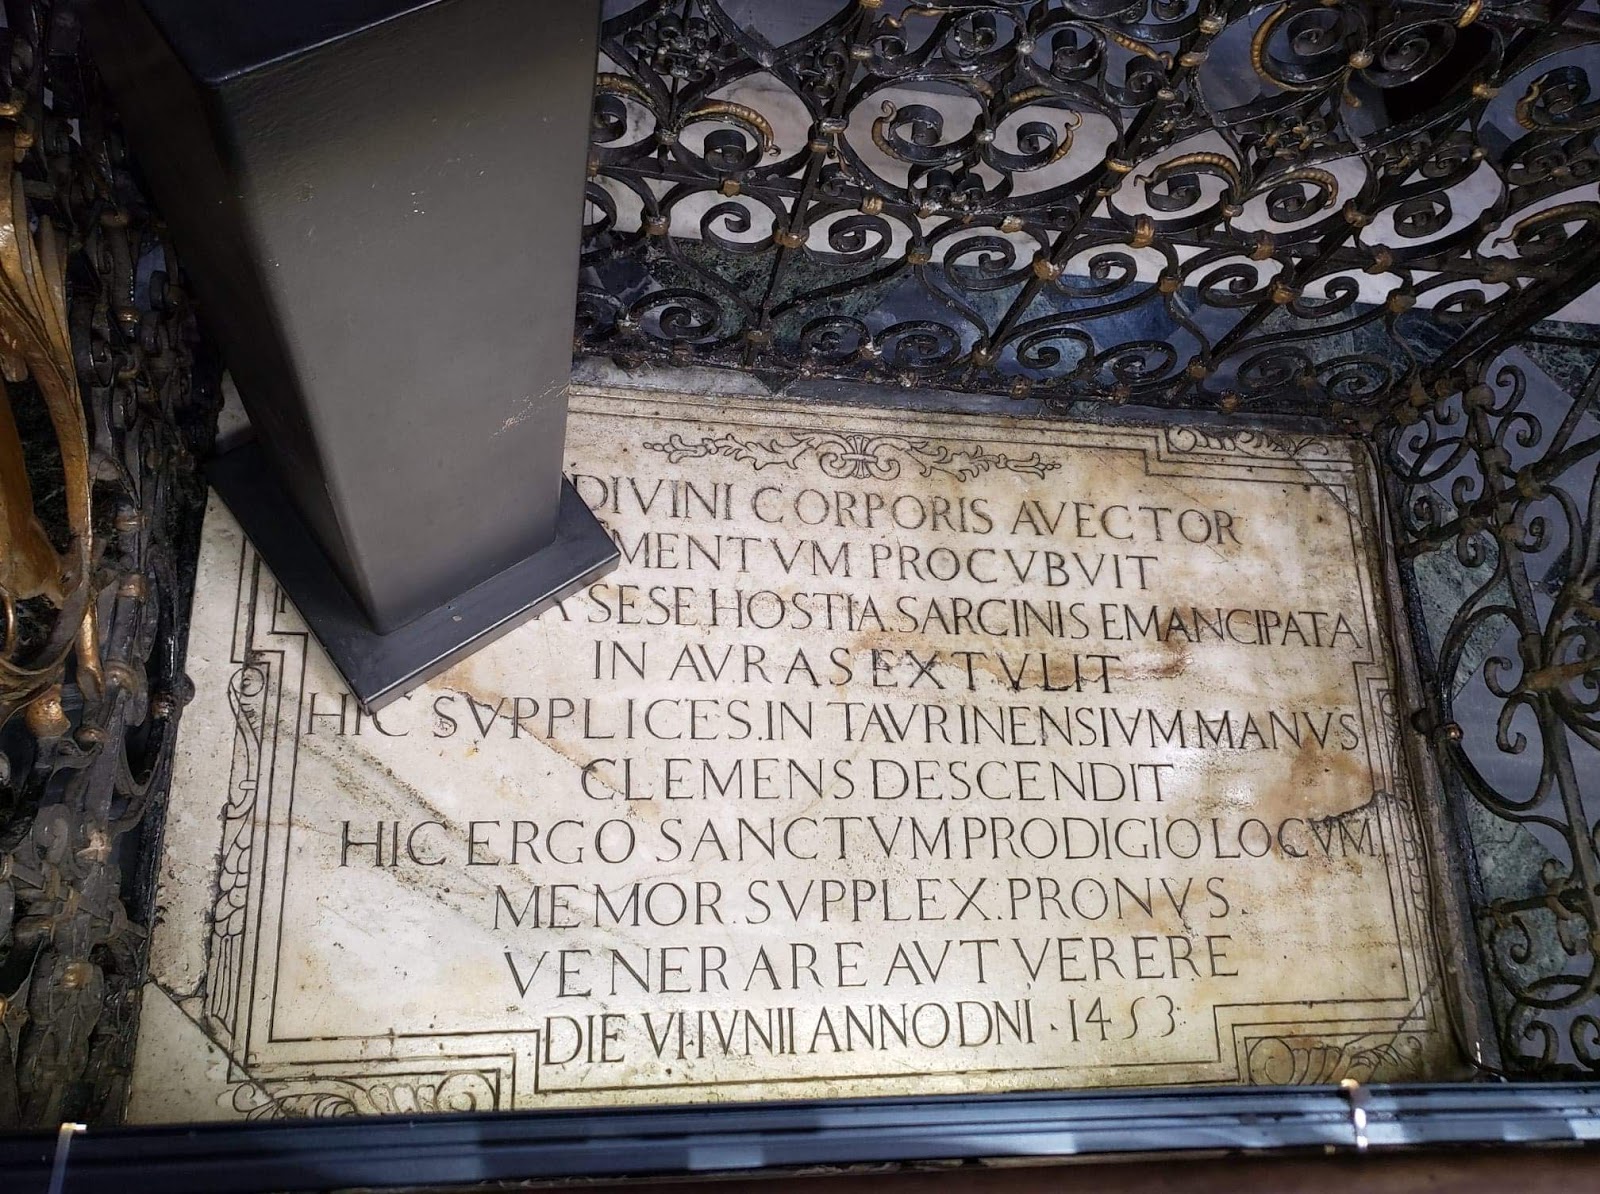 DIVINI CORPORIS AVECTOR
MENTVM PROCVBVIT
SESE HOSTIA.SARCINIS EMANCIPATA
IN AVRAS EXTVLIT
HIC SVPPLICES.IN TAVRINENSIVM MANVS
CLEMENS DESCENDIT
HIC ERGO SANCTVM PRODIGIO LOCVM
MEMOR.SVPPLEX.PRONVS
VENERARE AVT VERERE
DIE VI.IVNII ANNO DNI.1453.